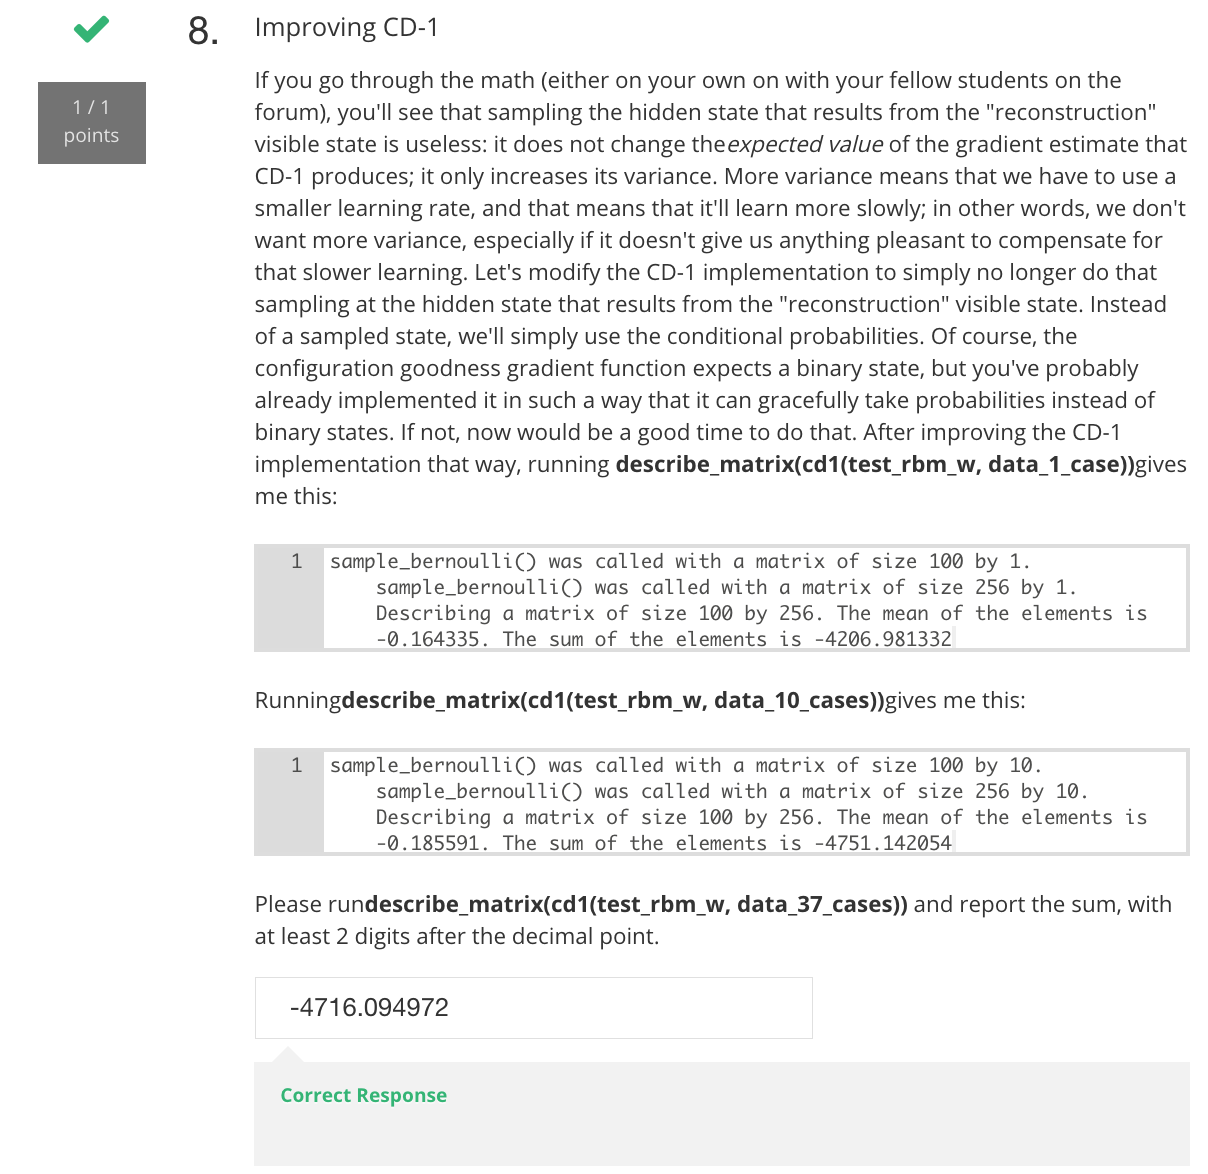 8. Improving CD-1
1 / 1
points
If you go through the math (either on your own on with your fellow students on the
forum), you'll see that sampling the hidden state that results from the "reconstruction"
visible state is useless: it does not change theexpected value of the gradient estimate that
CD-1 produces; it only increases its variance. More variance means that we have to use a
smaller learning rate, and that means that it'll learn more slowly; in other words, we don't
want more variance, especially if it doesn't give us anything pleasant to compensate for
that slower learning. Let's modify the CD-1 implementation to simply no longer do that
sampling at the hidden state that results from the "reconstruction" visible state. Instead
of a sampled state, we'll simply use the conditional probabilities. Of course, the
configuration goodness gradient function expects a binary state, but you've probably
already implemented it in such a way that it can gracefully take probabilities instead of
binary states. If not, now would be a good time to do that. After improving the CD-1
implementation that way, running describe_matrix(cd1(test_rbm_w, data_1_case))gives
me this:
1 sample_bernoulli() was called with a matrix of size 100 by 1.
sample_bernoulli() was called with a matrix of size 256 by 1.
Describing a matrix of size 100 by 256. The mean of the elements is
-0.164335. The sum of the elements is -4206.981332
Runningdescribe_matrix(cd1(test_rbm_w, data_10_cases))gives me this:
1 sample_bernoulli() was called with a matrix of size 100 by 10.
sample_bernoulli() was called with a matrix of size 256 by 10.
Describing a matrix of size 100 by 256. The mean of the elements is
-0.185591. The sum of the elements is -4751.142054
Please rundescribe_matrix(cd1(test_rbm_w, data_37_cases)) and report the sum, with
at least 2 digits after the decimal point.
-4716.094972
Correct Response